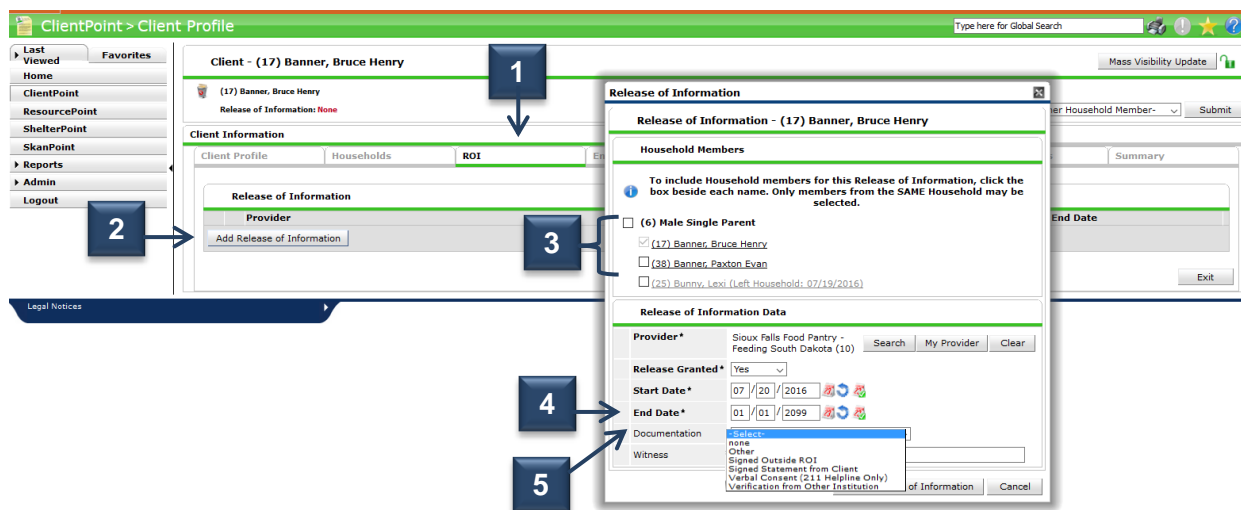 ClientPoint > Client Profile
Type here for Global Search
Last Viewed
Favorites
Home
ClientPoint
ResourcePoint
ShelterPoint
SkanPoint
Reports
Admin
Logout
Client - (17) Banner, Bruce Henry
Mass Visibility Update
(17) Banner, Bruce Henry
Release of Information: None
er Household Member-
Submit
Client Information
Client Profile
Households
ROI
En
s
Summary
Release of Information
Provider
End Date
Add Release of Information
Exit
Legal Notices
1
2
3
4
5
Release of Information
Release of Information - (17) Banner, Bruce Henry
Household Members
To include Household members for this Release of Information, click the
box beside each name. Only members from the SAME Household may be
selected.
(6) Male Single Parent
(17) Banner, Bruce Henry
(38) Banner, Paxton Evan
(25) Bunny, Lexi (Left Household: 07/19/2016)
Release of Information Data
Provider*
Sioux Falls Food Pantry -
Feeding South Dakota (10)
Search
My Provider
Clear
Release Granted*
Yes
Start Date*
07 / 20 / 2016
End Date*
01 / 01 / 2099
Documentation
-Select-
none
Other
Signed Outside ROI
Signed Statement from Client
Verbal Consent (211 Helpline Only)
Verification from Other Institution
Witness
of Information
Cancel